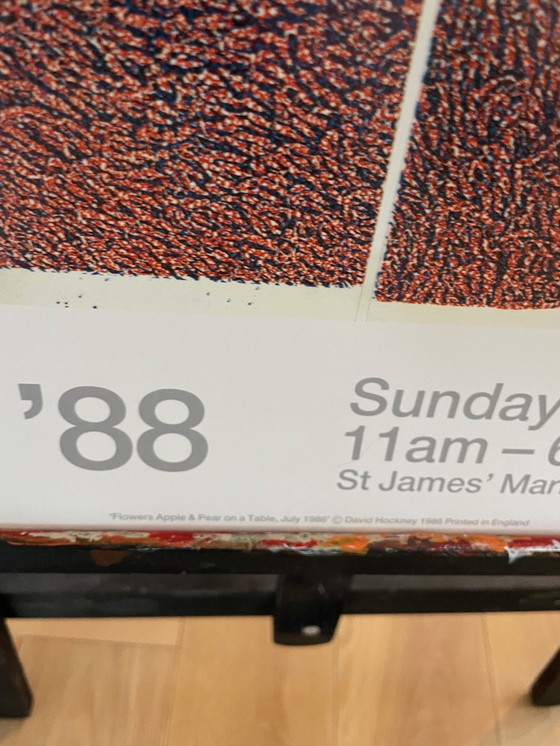 ’88
Sunday
11am – 6
St James’ Man
"Flowers Apple & Pear on a Table, July 1986" © David Hockney 1986 Printed in England